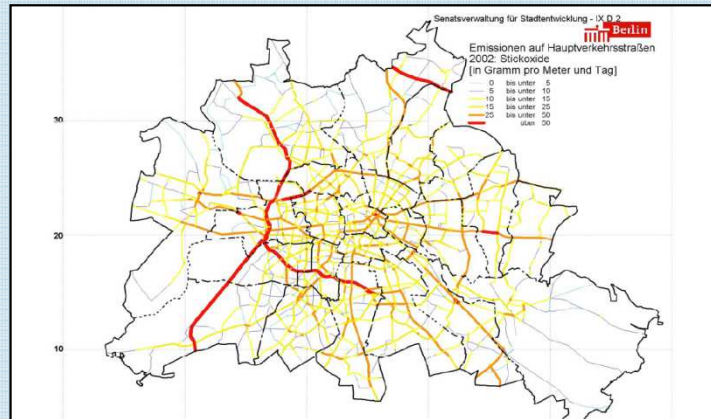 Senatsverwaltung für Stadtentwicklung - IX D 2
Berlin
Emissionen auf Hauptverkehrsstraßen
2002: Stickoxide
[in Gramm pro Meter und Tag]
0 bis unter 5
5 bis unter 10
10 bis unter 15
15 bis unter 25
25 bis unter 50
über 50
30
20
10